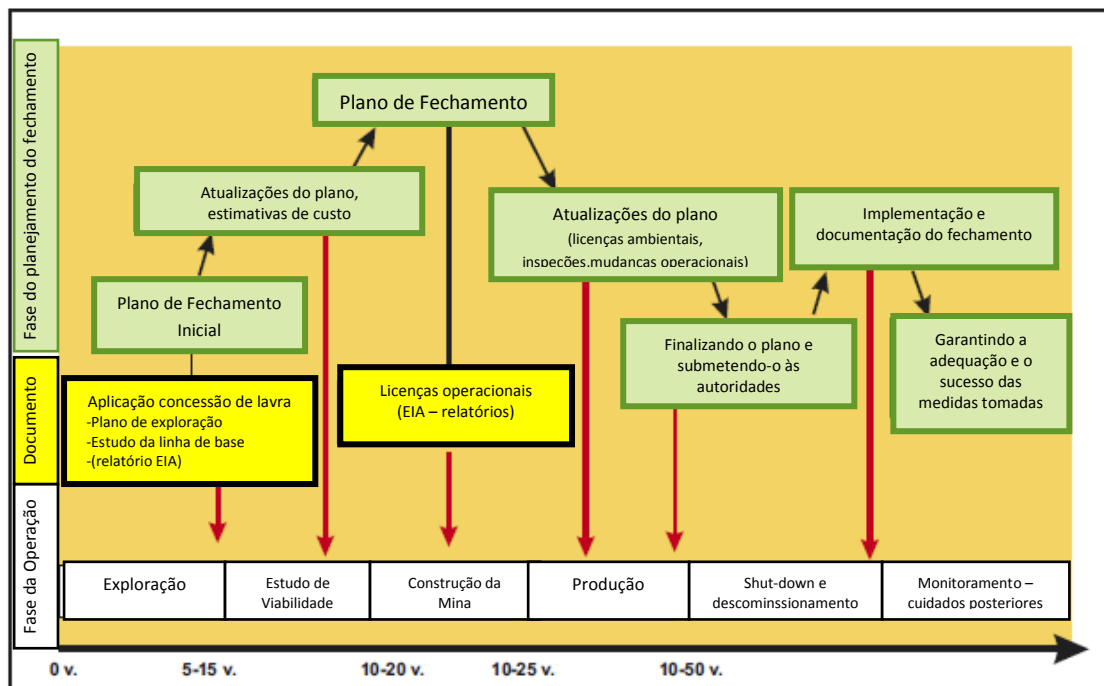 Fase do planejamento do fechamento
Plano de Fechamento
Atualizações do plano,
estimativas de custo
Plano de Fechamento
Inicial
Atualizações do plano
(licenças ambientais,
inspeções.mudancas operacionais)
Implementação e
documentação do fechamento
Finalizando o plano e
submetendo-o às
autoridades
Garantindo a
adequação e o
sucesso das
medidas tomadas
Documento
Aplicação concessão de lavra
-Plano de exploração
-Estudo da linha de base
-(relatório EIA)
Licenças operacionais
(EIA – relatórios)
Fase da Operação
Exploração
Estudo de
Viabilidade
Construção da
Mina
Produção
Shut-down e
descominssionamento
Monitoramento –
cuidados posteriores
0 v.
5-15 v.
10-20 v.
10-25 v.
10-50 v.